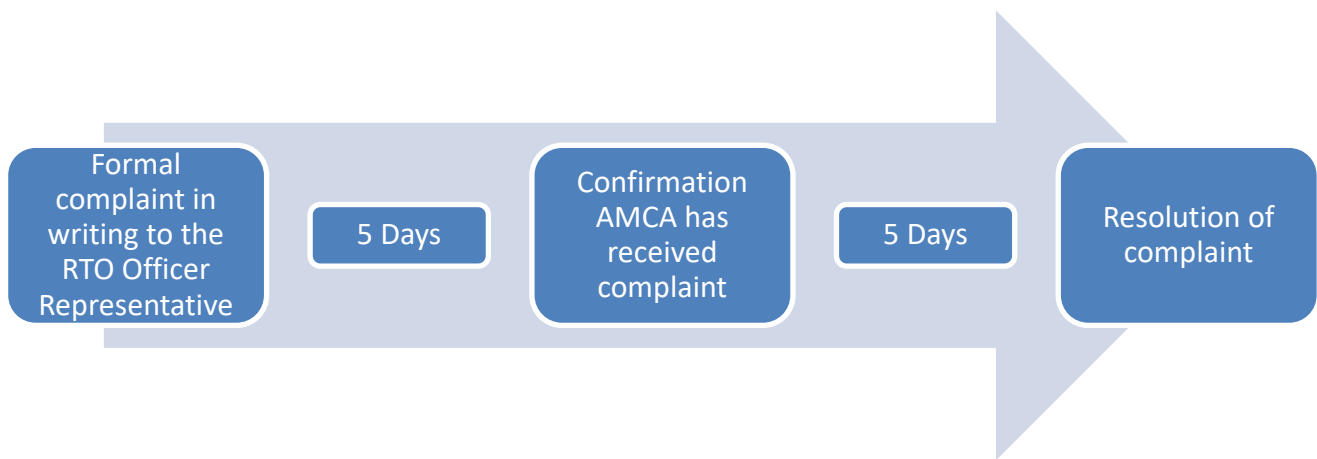 Formal
complaint in
writing to the
RTO Officer
Representative
5 Days
Confirmation
AMCA has
received
complaint
5 Days
Resolution of
complaint